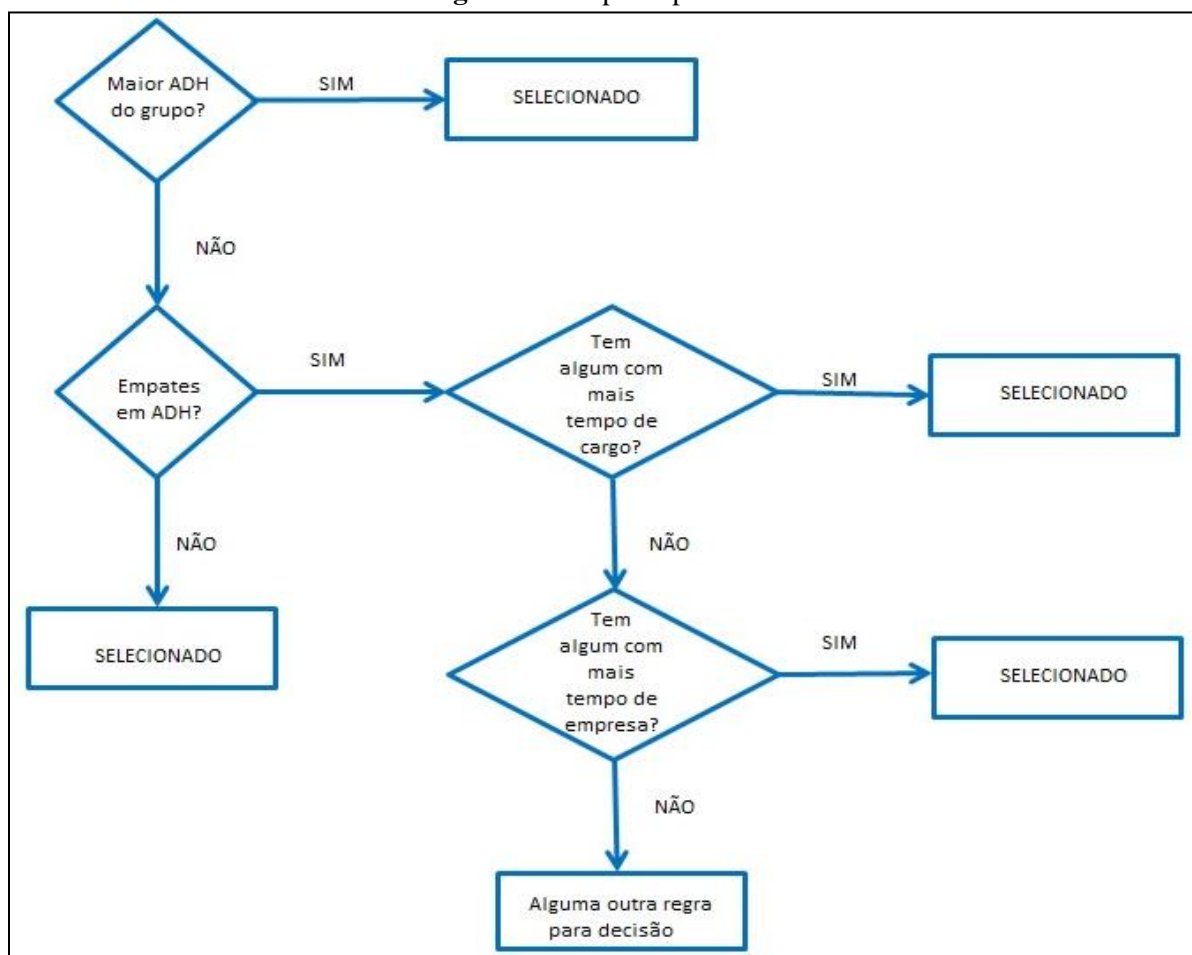 Maior ADH
do grupo?
SIM
SELECIONADO
NÃO
Empates
em ADH?
SIM
Tem
algum com
mais
tempo de
cargo?
SIM
SELECIONADO
NÃO
SELECIONADO
NÃO
Tem
algum com
mais
tempo de
empresa?
SIM
SELECIONADO
NÃO
Alguma outra regra
para decisão